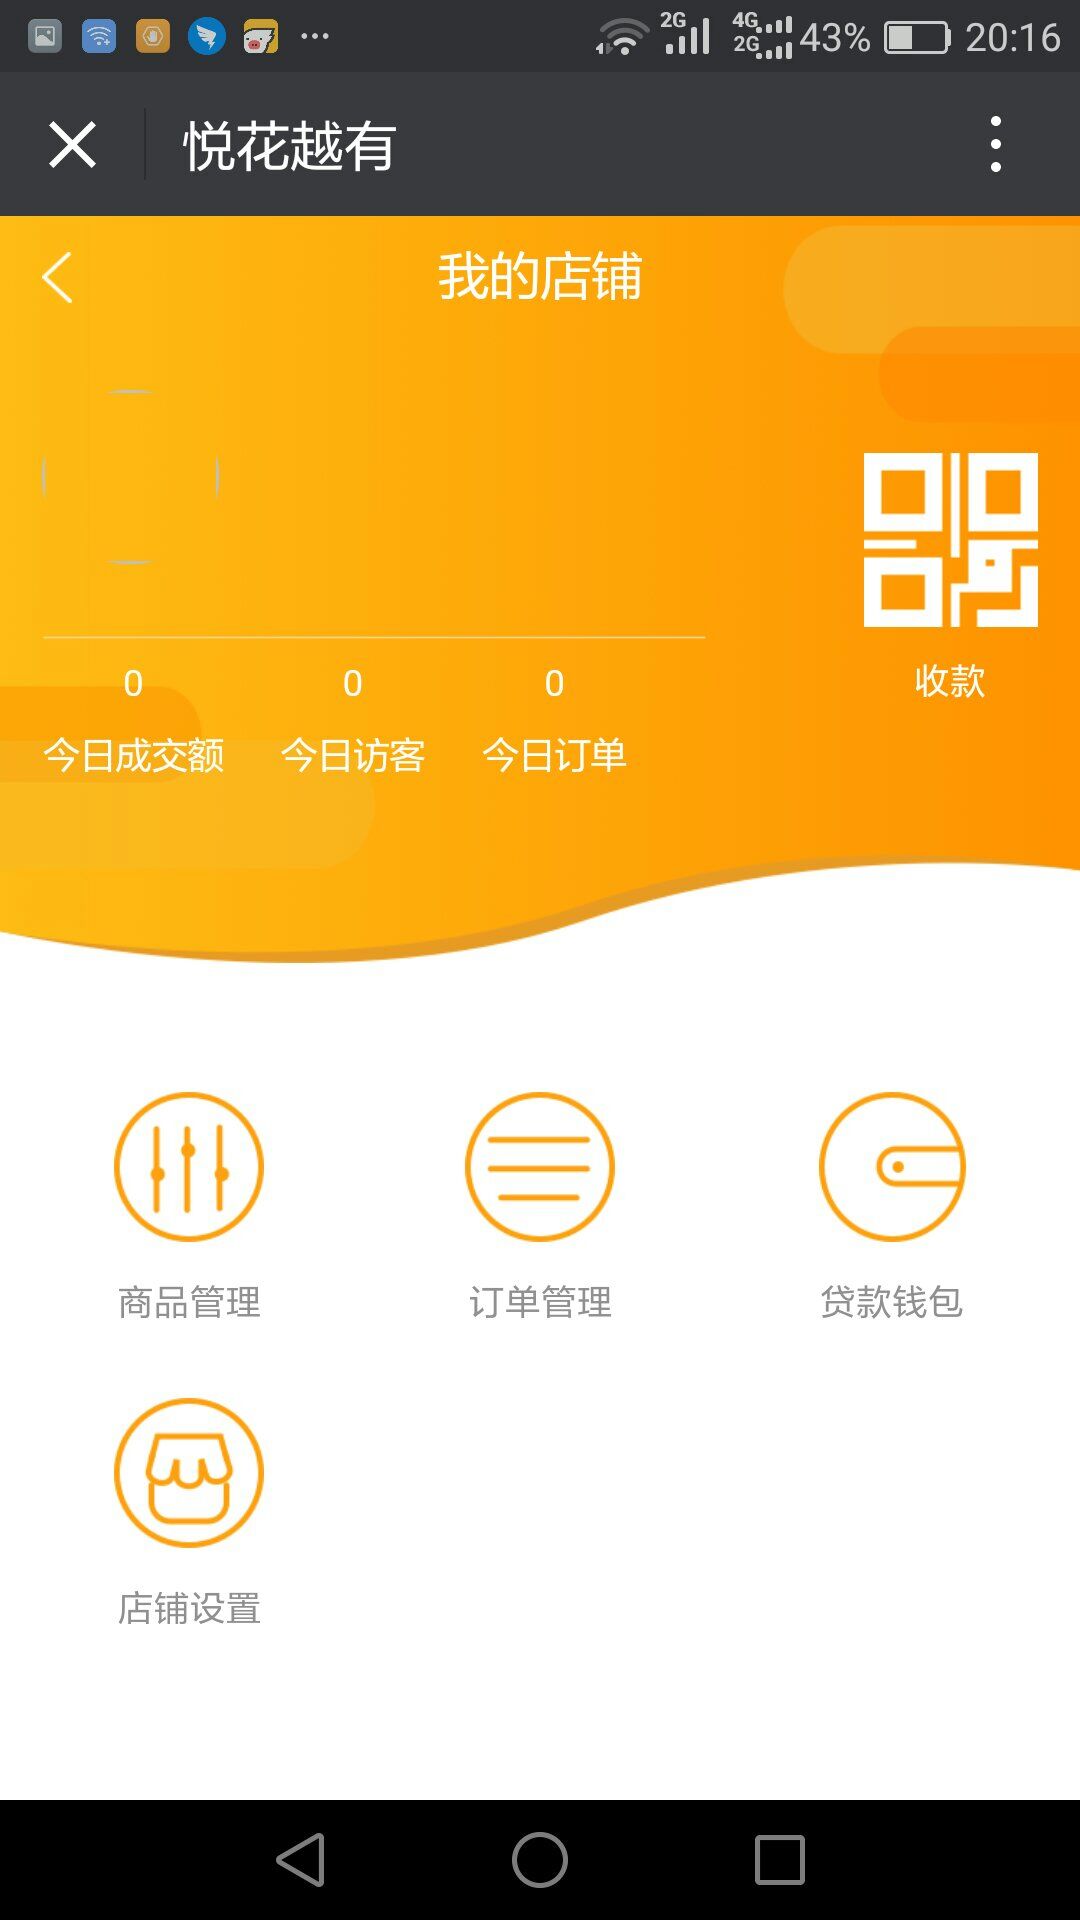 2G 4G 2G 43% 20:16
悦花越有
我的店铺
收款
0 0 0
今日成交额 今日访客 今日订单
商品管理 订单管理 贷款钱包
店铺设置